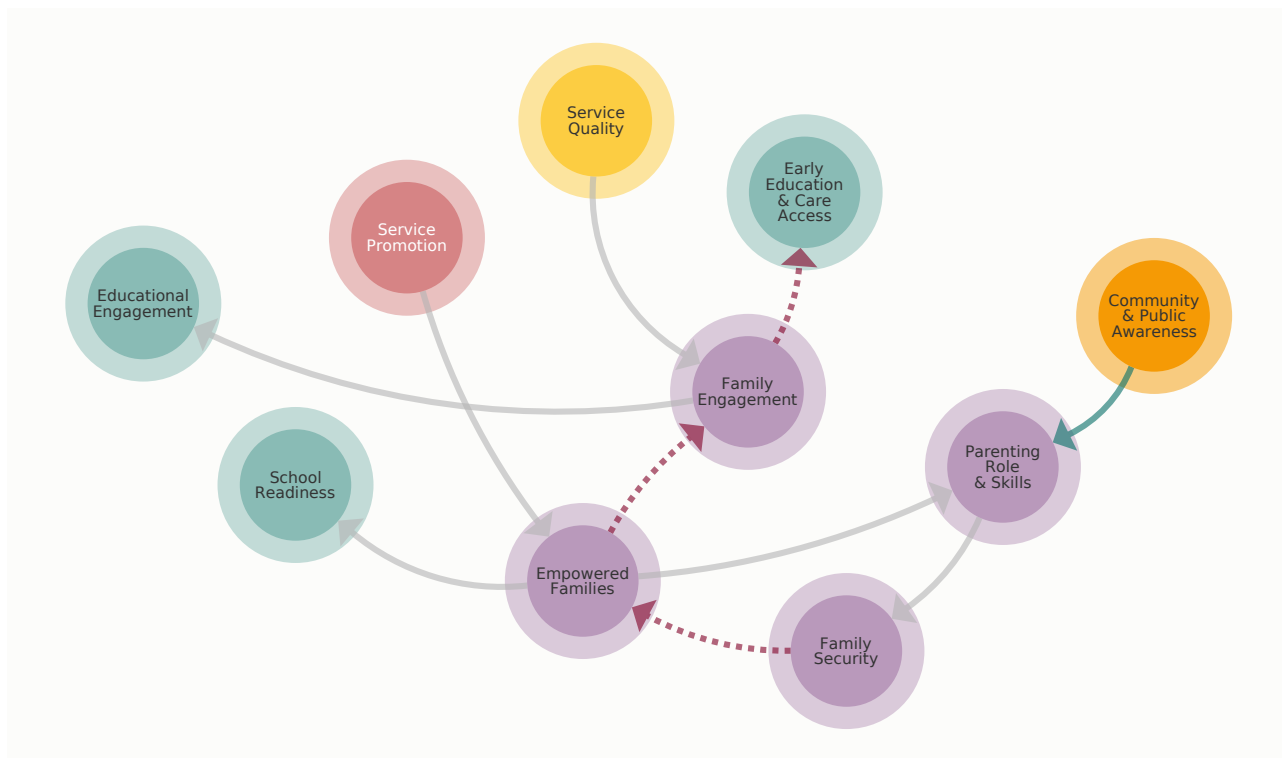 Service
Quality
Early
Education
& Care
Access
Service
Promotion
Educational
Engagement
Community
& Public
Awareness
Family
Engagement
Parenting
Role
& Skills
School
Readiness
Empowered
Families
Family
Security